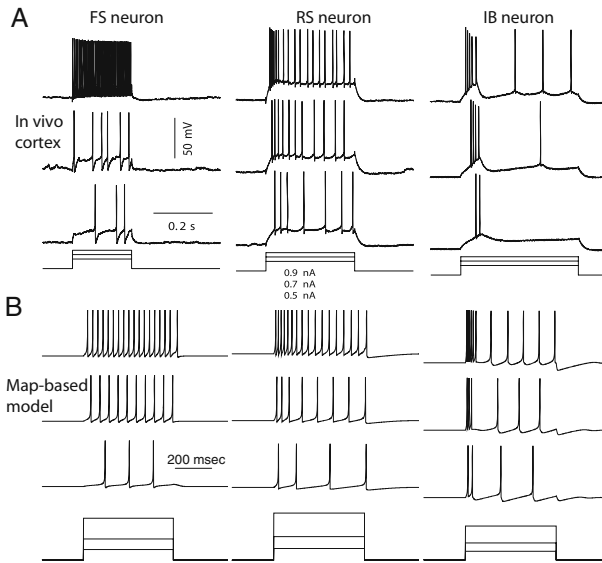 A
FS neuron
RS neuron
IB neuron
In vivo
cortex
50 mV
0.2 s
0.9 nA
0.7 nA
0.5 nA
B
Map-based
model
200 msec